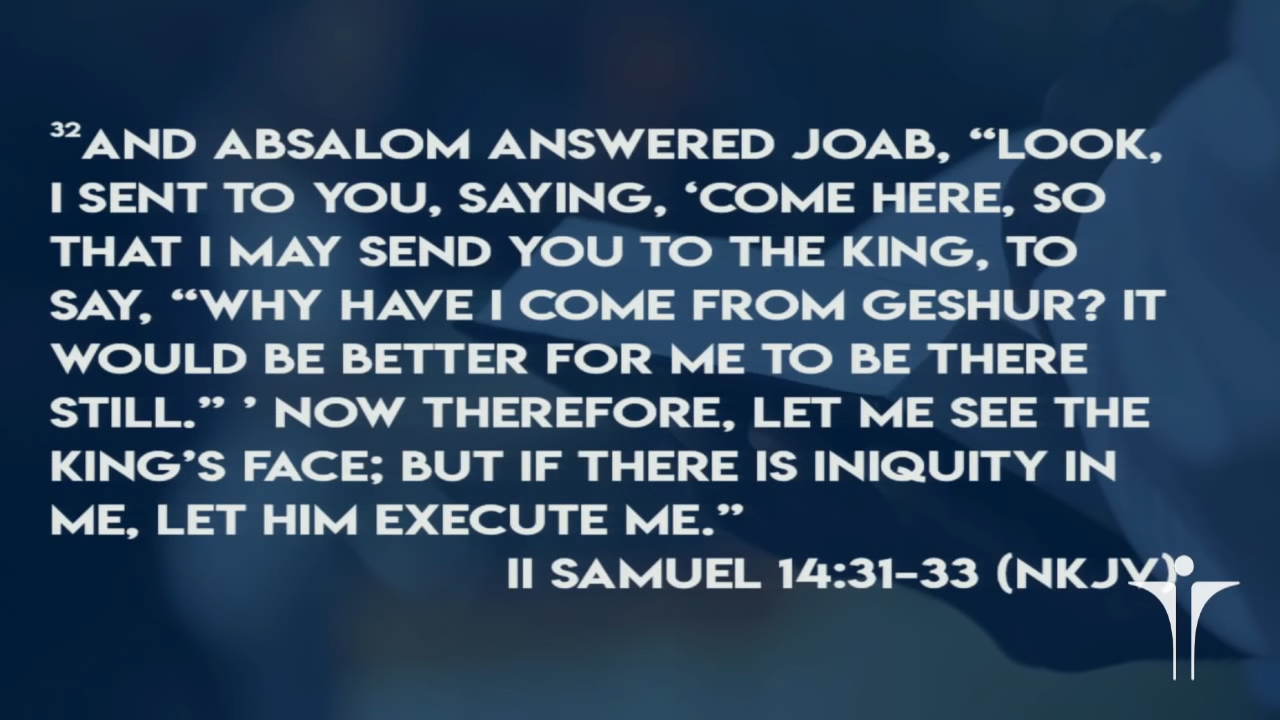 ³²AND ABSALOM ANSWERED JOAB, “LOOK,
I SENT TO YOU, SAYING, ‘COME HERE, SO
THAT I MAY SEND YOU TO THE KING, TO
SAY, “WHY HAVE I COME FROM GESHUR? IT
WOULD BE BETTER FOR ME TO BE THERE
STILL.” ’ NOW THEREFORE, LET ME SEE THE
KING’S FACE; BUT IF THERE IS INIQUITY IN
ME, LET HIM EXECUTE ME.”
II SAMUEL 14:31–33 (NKJV)